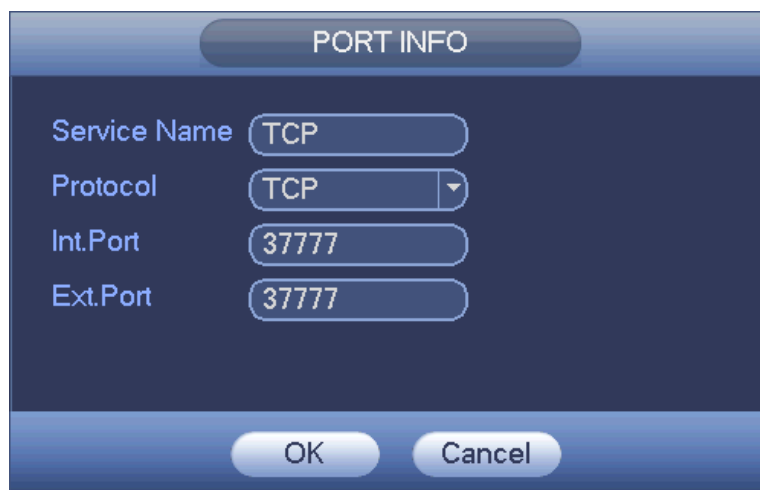 PORT INFO
Service Name TCP
Protocol TCP
Int.Port 37777
Ext.Port 37777
OK Cancel